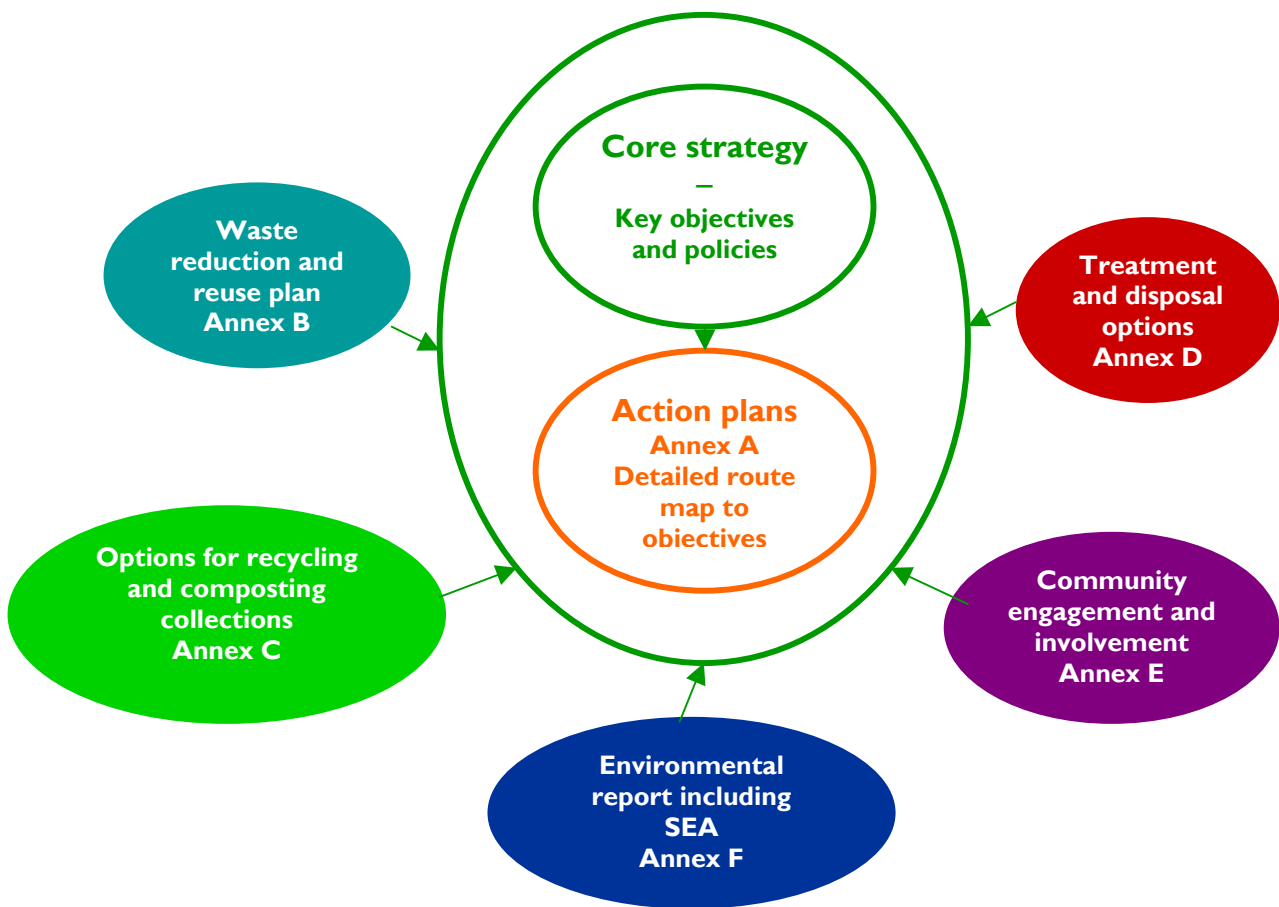 Core strategy
–
Key objectives
and policies
Waste
reduction and
reuse plan
Annex B
Treatment
and disposal
options
Annex D
Action plans
Annex A
Detailed route
map to
obiectives
Options for recycling
and composting
collections
Annex C
Community
engagement and
involvement
Annex E
Environmental
report including
SEA
Annex F